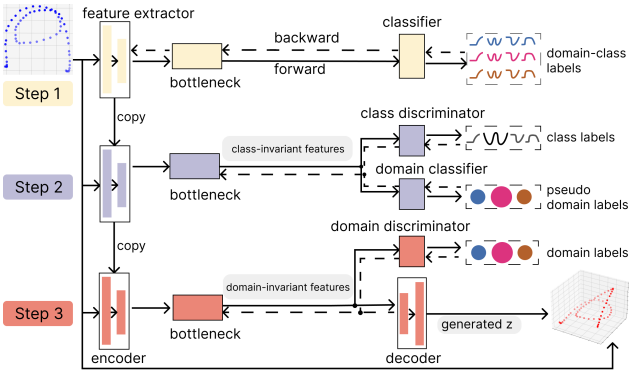 feature extractor
classifier
backward
forward
bottleneck
domain-class
labels
Step 1
copy
class discriminator
class-invariant features
class labels
domain classifier
Step 2
bottleneck
pseudo
domain labels
domain discriminator
copy
domain labels
domain-invariant features
Step 3
bottleneck
generated z
encoder
decoder